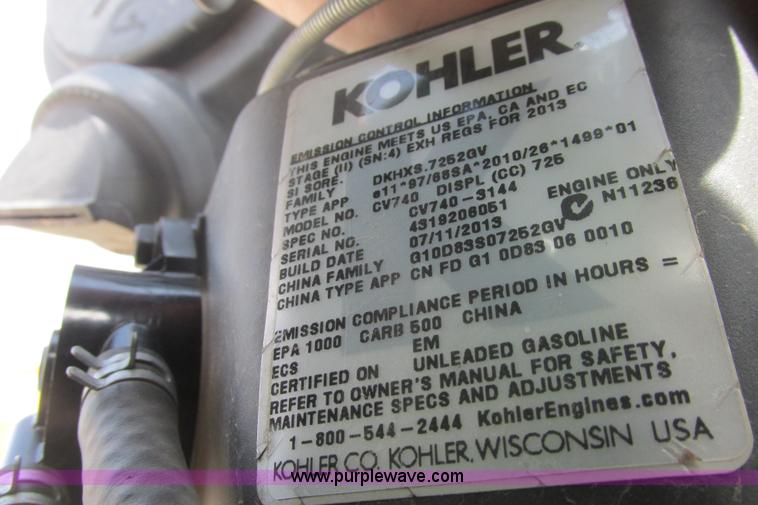 KOHLER.
EMISSION CONTROL INFORMATION
THIS ENGINE MEETS US EPA, CA AND EC
STAGE (II) (SN:4) EXH REGS FOR 2013
SI SORE.
FAMILY DKHXS.7252GV
TYPE APP e11*97/68SA*2010/26*1499*01
MODEL NO. CV740 DISPL (CC) 725
SPEC NO. CV740-3144
SERIAL NO. 4319206051 ENGINE ONLY
BUILD DATE 07/11/2013 N11236
CHINA FAMILY G10D83S07252GV
CHINA TYPE APP CN FD G1 0D83 06 0010
EMISSION COMPLIANCE PERIOD IN HOURS =
EPA 1000 CARB 500 CHINA
ECS EM
CERTIFIED ON UNLEADED GASOLINE
REFER TO OWNER'S MANUAL FOR SAFETY,
MAINTENANCE SPECS AND ADJUSTMENTS
1-800-544-2444 KohlerEngines.com
KOHLER CO. KOHLER, WISCONSIN USA
www.purplewave.com